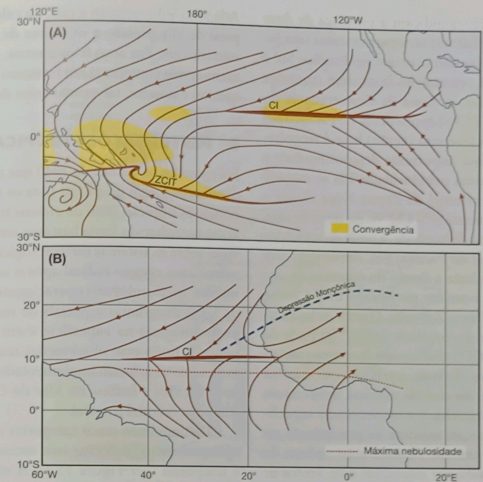 120°E 180° 120°W
30°N
(A)
CI
0°
ZCIT
Convergência
30°S
30°N
(B)
Depressão Monçônica
20°
CI
10°
0°
Máxima nebulosidade
10°S
60°W 40° 20° 0° 20°E